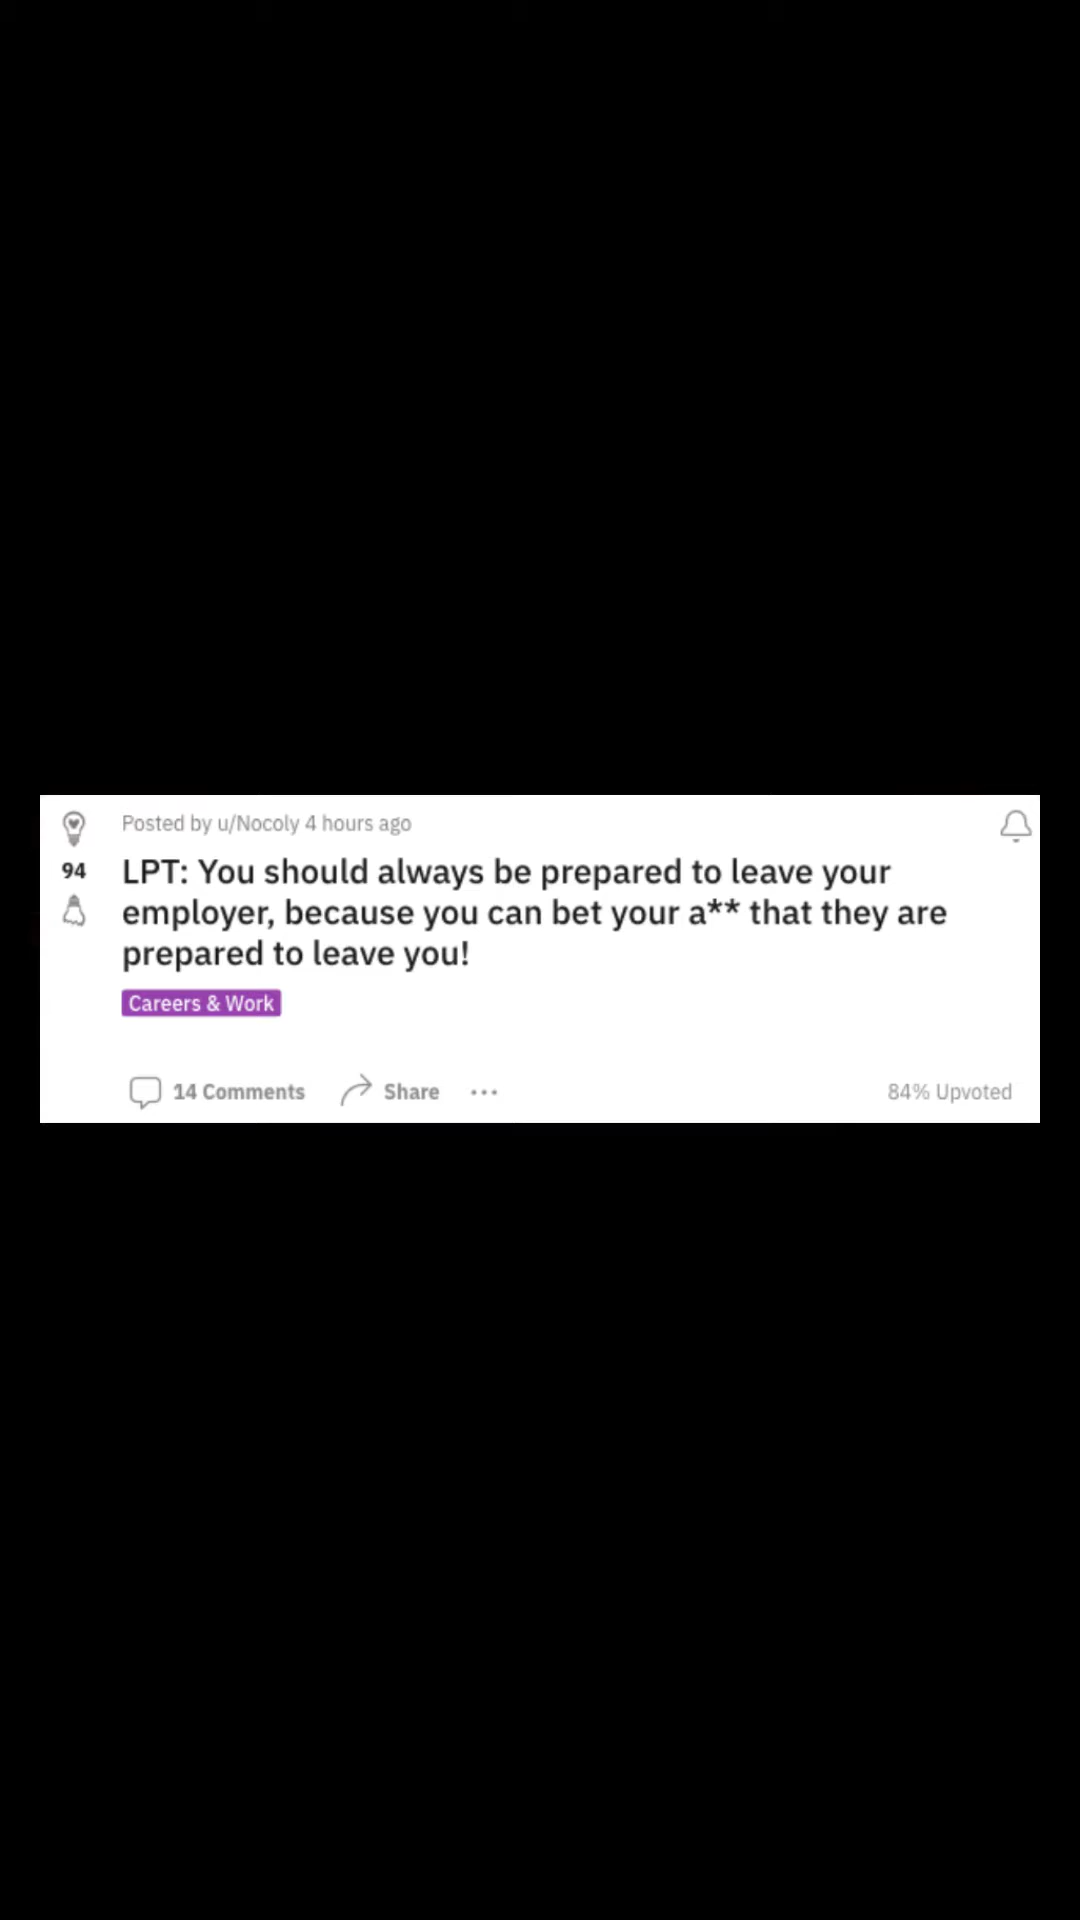 Posted by u/Nocoly 4 hours ago
94
LPT: You should always be prepared to leave your
employer, because you can bet your a** that they are
prepared to leave you!
Careers & Work
14 Comments Share ... 84% Upvoted